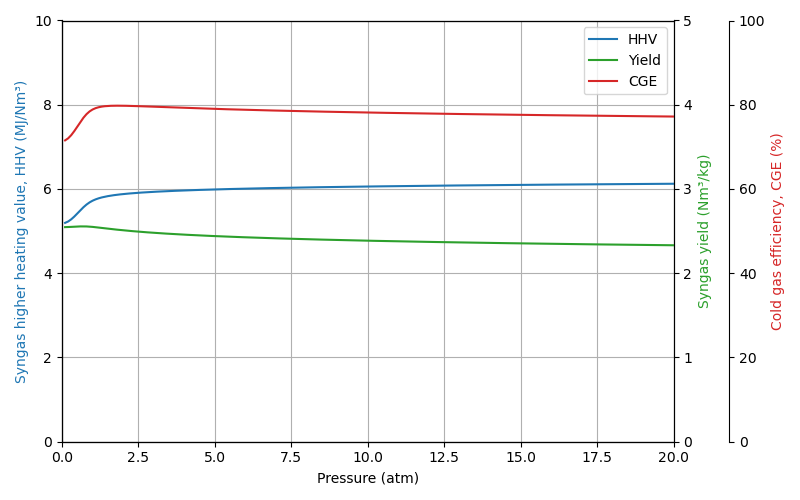 10
8
6
4
2
0
Syngas higher heating value, HHV (MJ/Nm³)
0.0 2.5 5.0 7.5 10.0 12.5 15.0 17.5 20.0
Pressure (atm)
HHV
Yield
CGE
5
4
3
2
1
0
Syngas yield (Nm³/kg)
100
80
60
40
20
0
Cold gas efficiency, CGE (%)